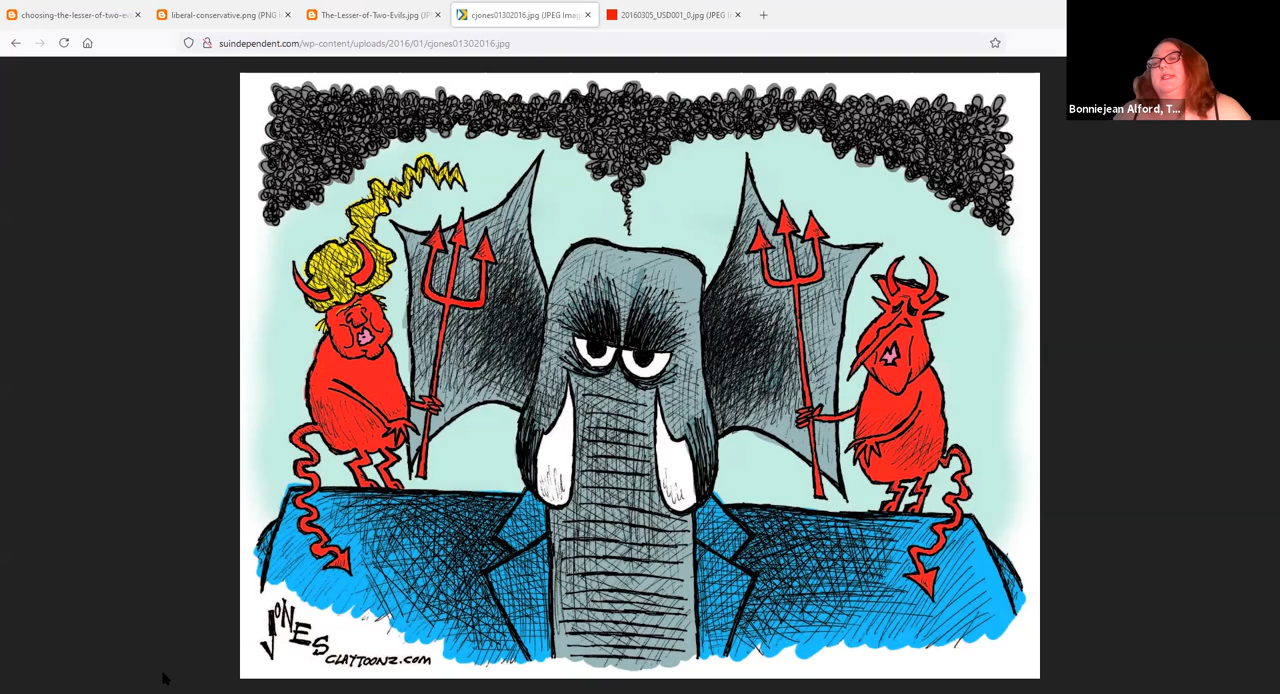 choosing-the-lesser-of-two-evi
liberal-conservative.png (PNG I
The-Lesser-of-Two-Evils.jpg (JP
cjones01302016.jpg (JPEG Imag
20160305_USD001_0.jpg (JPEG I
suindependent.com/wp-content/uploads/2016/01/cjones01302016.jpg
Bonniejean Alford, T...
JONES
CLAYTOONZ.COM